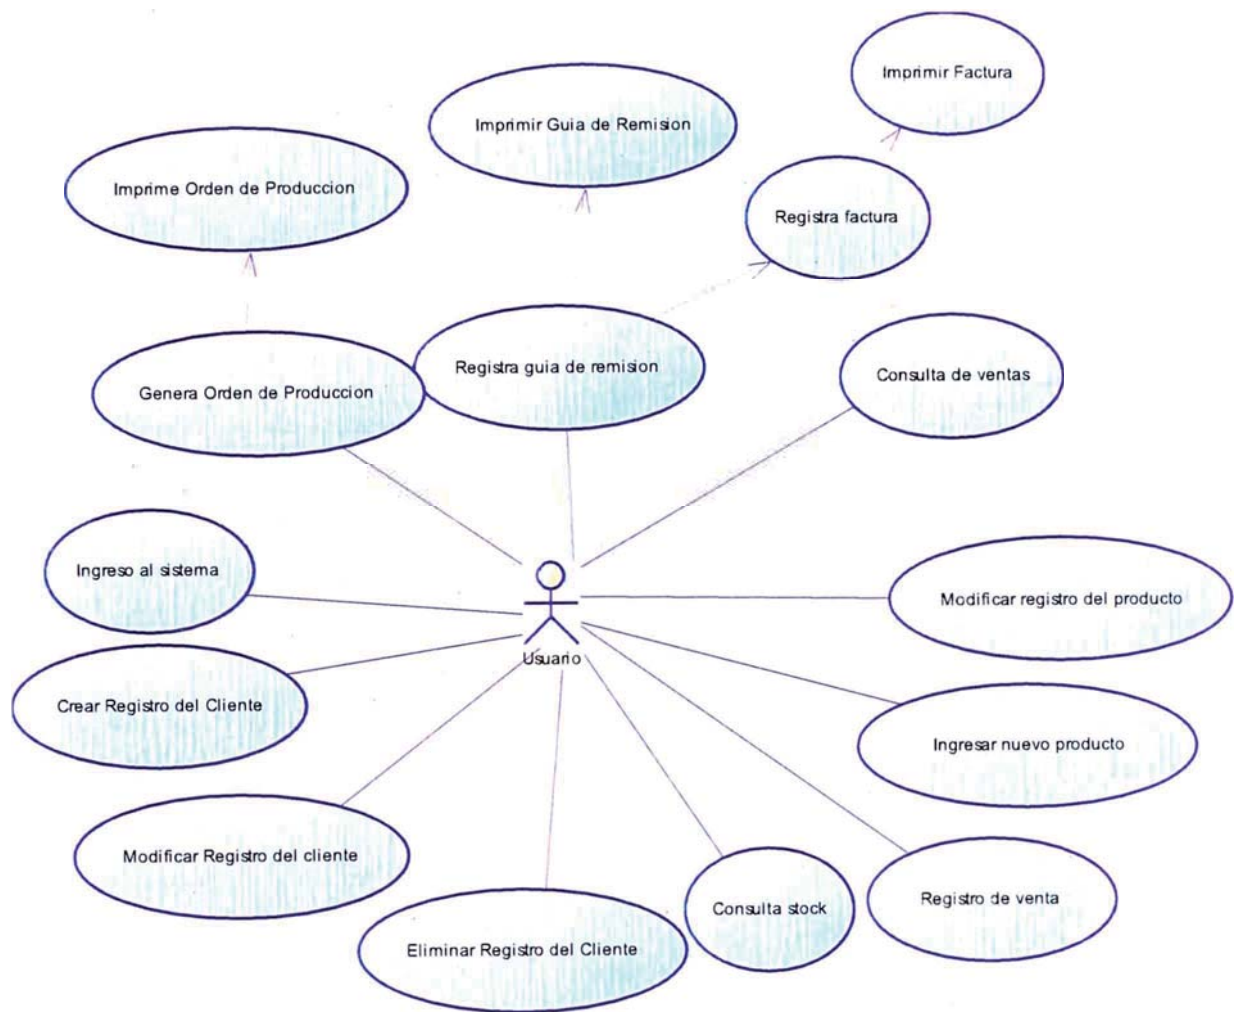 Imprimir Factura
Imprimir Guia de Remision
Imprime Orden de Produccion
Registra factura
Registra guia de remision
Consulta de ventas
Genera Orden de Produccion
Ingreso al sistema
Modificar registro del producto
Usuario
Crear Registro del Cliente
Ingresar nuevo producto
Modificar Registro del cliente
Registro de venta
Consulta stock
Eliminar Registro del Cliente